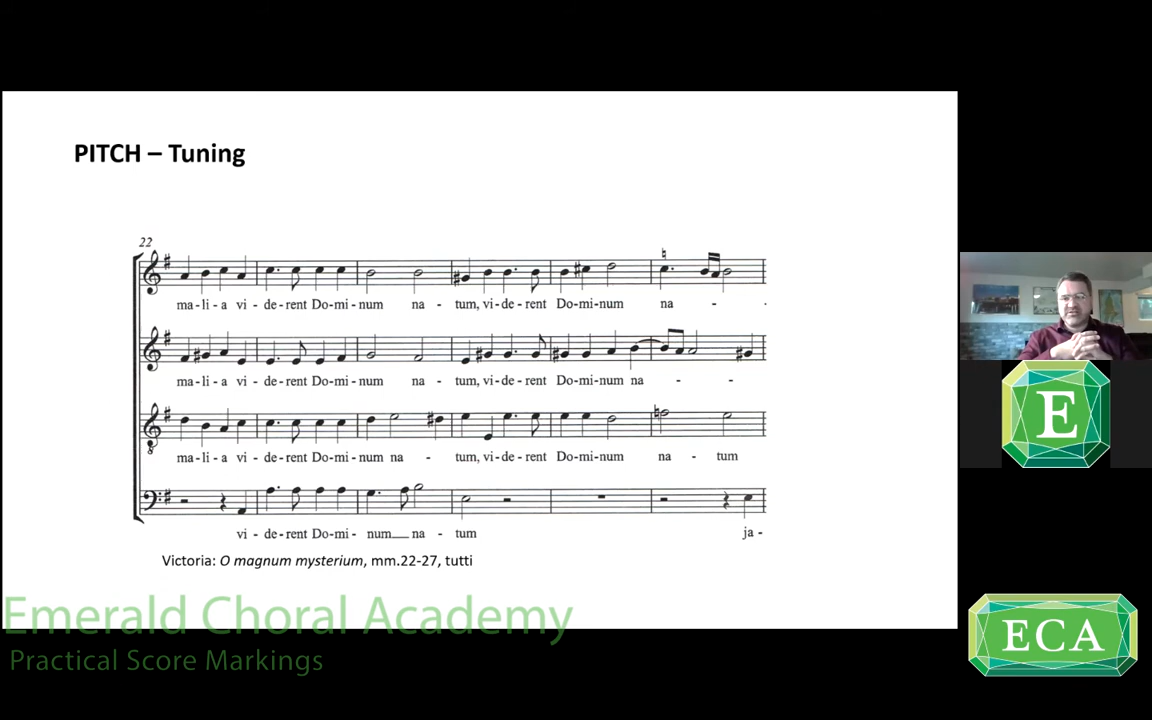 PITCH – Tuning
22
ma - li - a vi - de - rent Do - mi - num na - tum, vi - de - rent Do - mi - num na - -
ma - li - a vi - de - rent Do - mi - num na - tum, vi - de - rent Do - mi - num na - -
8
ma - li - a vi - de - rent Do - mi - num na - tum, vi - de - rent Do - mi - num na - tum
vi - de - rent Do - mi - num__ na - tum ja -
Victoria: O magnum mysterium, mm.22-27, tutti
E
Emerald Choral Academy
Practical Score Markings
ECA